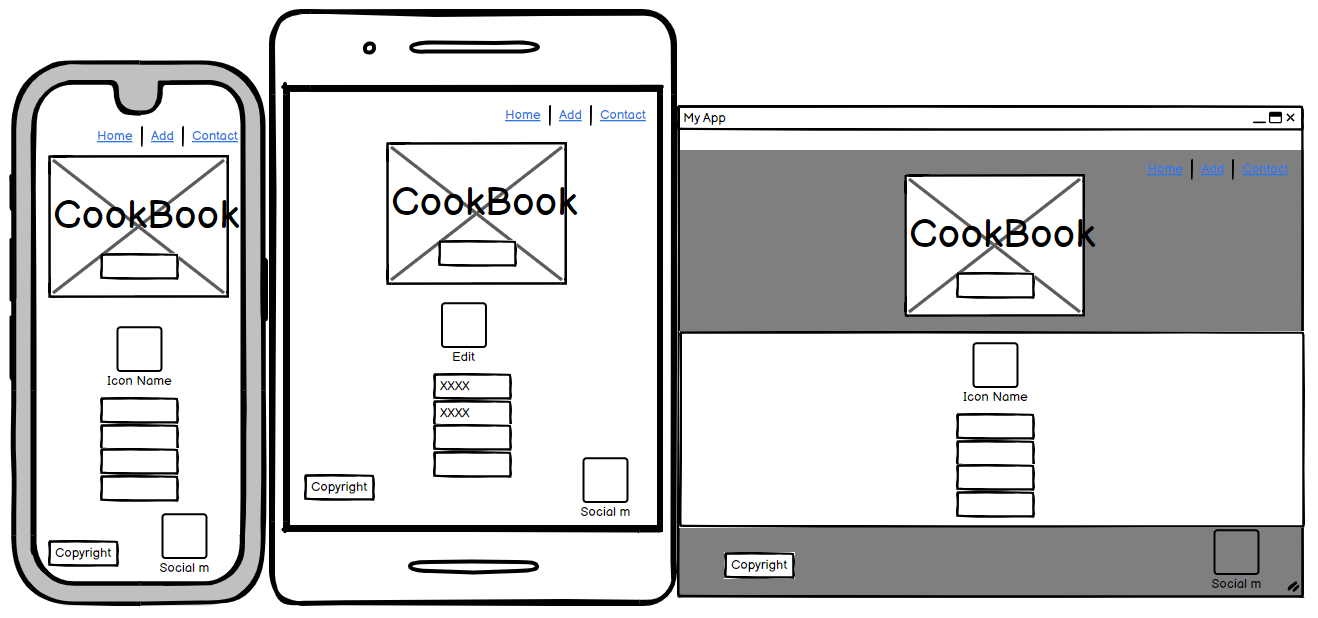 Home | Add | Contact
CookBook
Icon Name
Copyright
Social m
Home | Add | Contact
CookBook
Edit
XXXX
XXXX
Copyright
Social m
My App
Home | Add | Contact
CookBook
Icon Name
Copyright
Social m